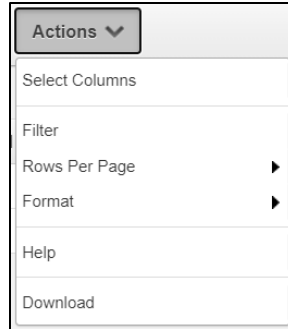 Actions
Select Columns
Filter
Rows Per Page
Format
Help
Download